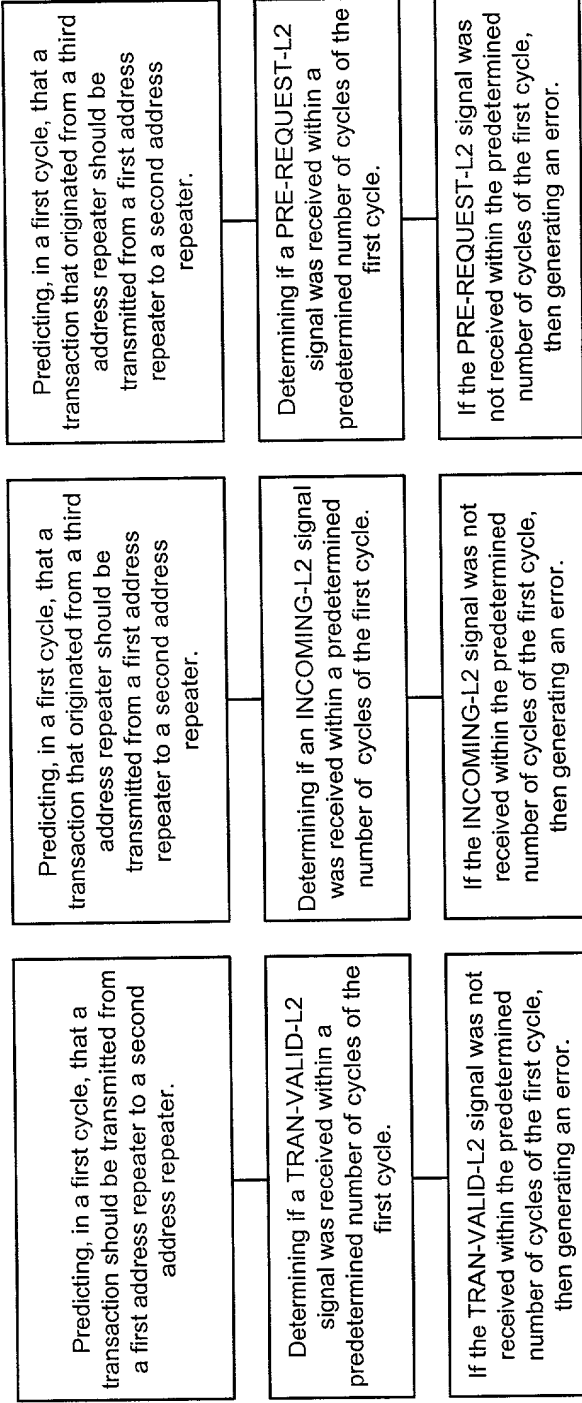 Predicting, in a first cycle, that a
transaction should be transmitted from
a first address repeater to a second
address repeater.
Determining if a TRAN-VALID-L2
signal was received within a
predetermined number of cycles of the
first cycle.
If the TRAN-VALID-L2 signal was not
received within the predetermined
number of cycles of the first cycle,
then generating an error.
Predicting, in a first cycle, that a
transaction that originated from a third
address repeater should be
transmitted from a first address
repeater to a second address
repeater.
Determining if an INCOMING-L2 signal
was received within a predetermined
number of cycles of the first cycle.
If the INCOMING-L2 signal was not
received within the predetermined
number of cycles of the first cycle,
then generating an error.
Predicting, in a first cycle, that a
transaction that originated from a third
address repeater should be
transmitted from a first address
repeater to a second address
repeater.
Determining if a PRE-REQUEST-L2
signal was received within a
predetermined number of cycles of the
first cycle.
If the PRE-REQUEST-L2 signal was
not received within the predetermined
number of cycles of the first cycle,
then generating an error.